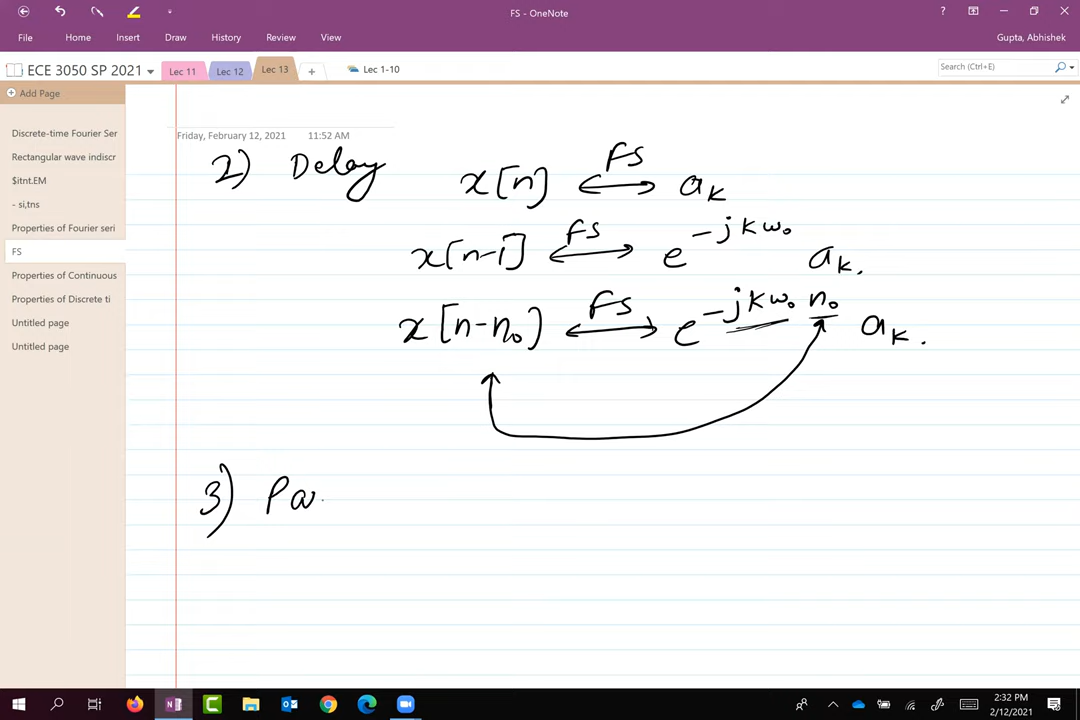 FS - OneNote
Gupta, Abhishek
File Home Insert Draw History Review View
ECE 3050 SP 2021 Lec 11 Lec 12 Lec 13 Lec 1-10 Search (Ctrl+E)
Add Page
Discrete-time Fourier Ser
Rectangular wave indiscr
$itnt.EM
- si,tns
Properties of Fourier seri
FS
Properties of Continuous
Properties of Discrete ti
Untitled page
Untitled page
Friday, February 12, 2021 11:52 AM
2) Delay x[n] ⟷ FS a_k
x[n-1] ⟷ FS e^{-jkω₀} a_k.
x[n-n₀] ⟷ FS e^{-jkω₀n₀} a_k.
3) Par
2:32 PM
2/12/2021